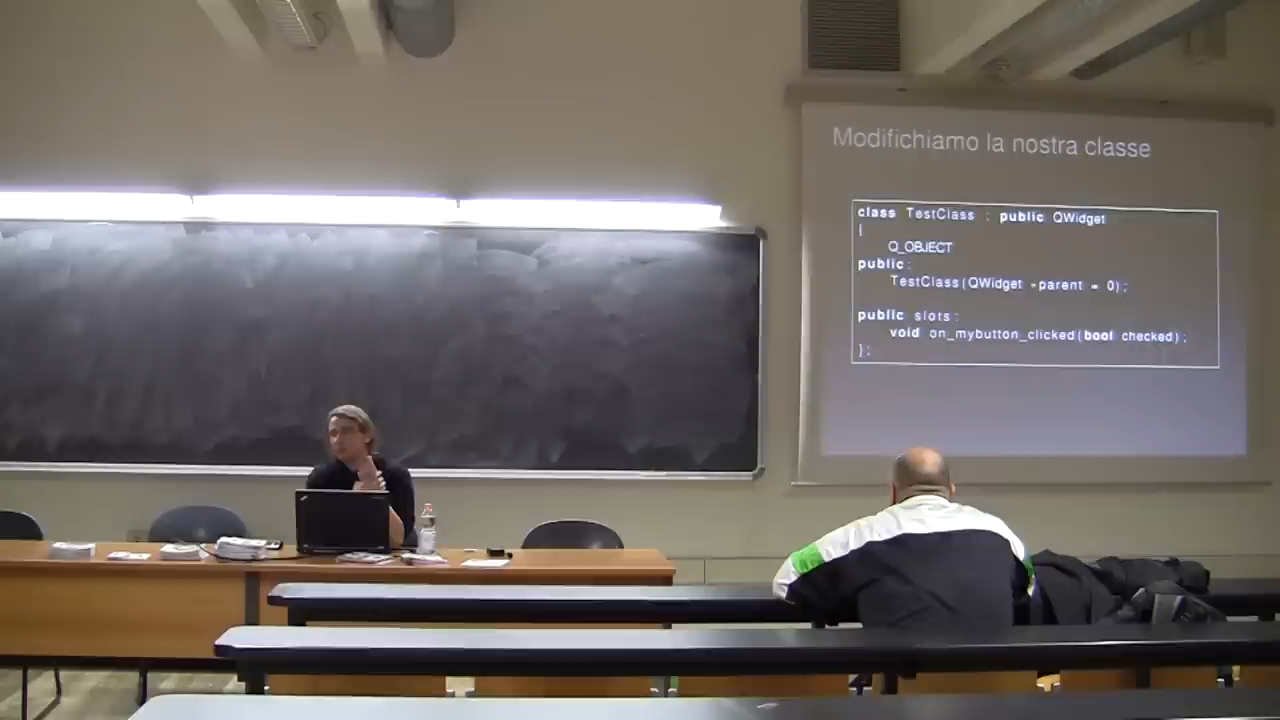 Modifichiamo la nostra classe
class TestClass : public QWidget
{
Q_OBJECT
public:
TestClass(QWidget *parent = 0);
public slots:
void on_mybutton_clicked(bool checked);
};